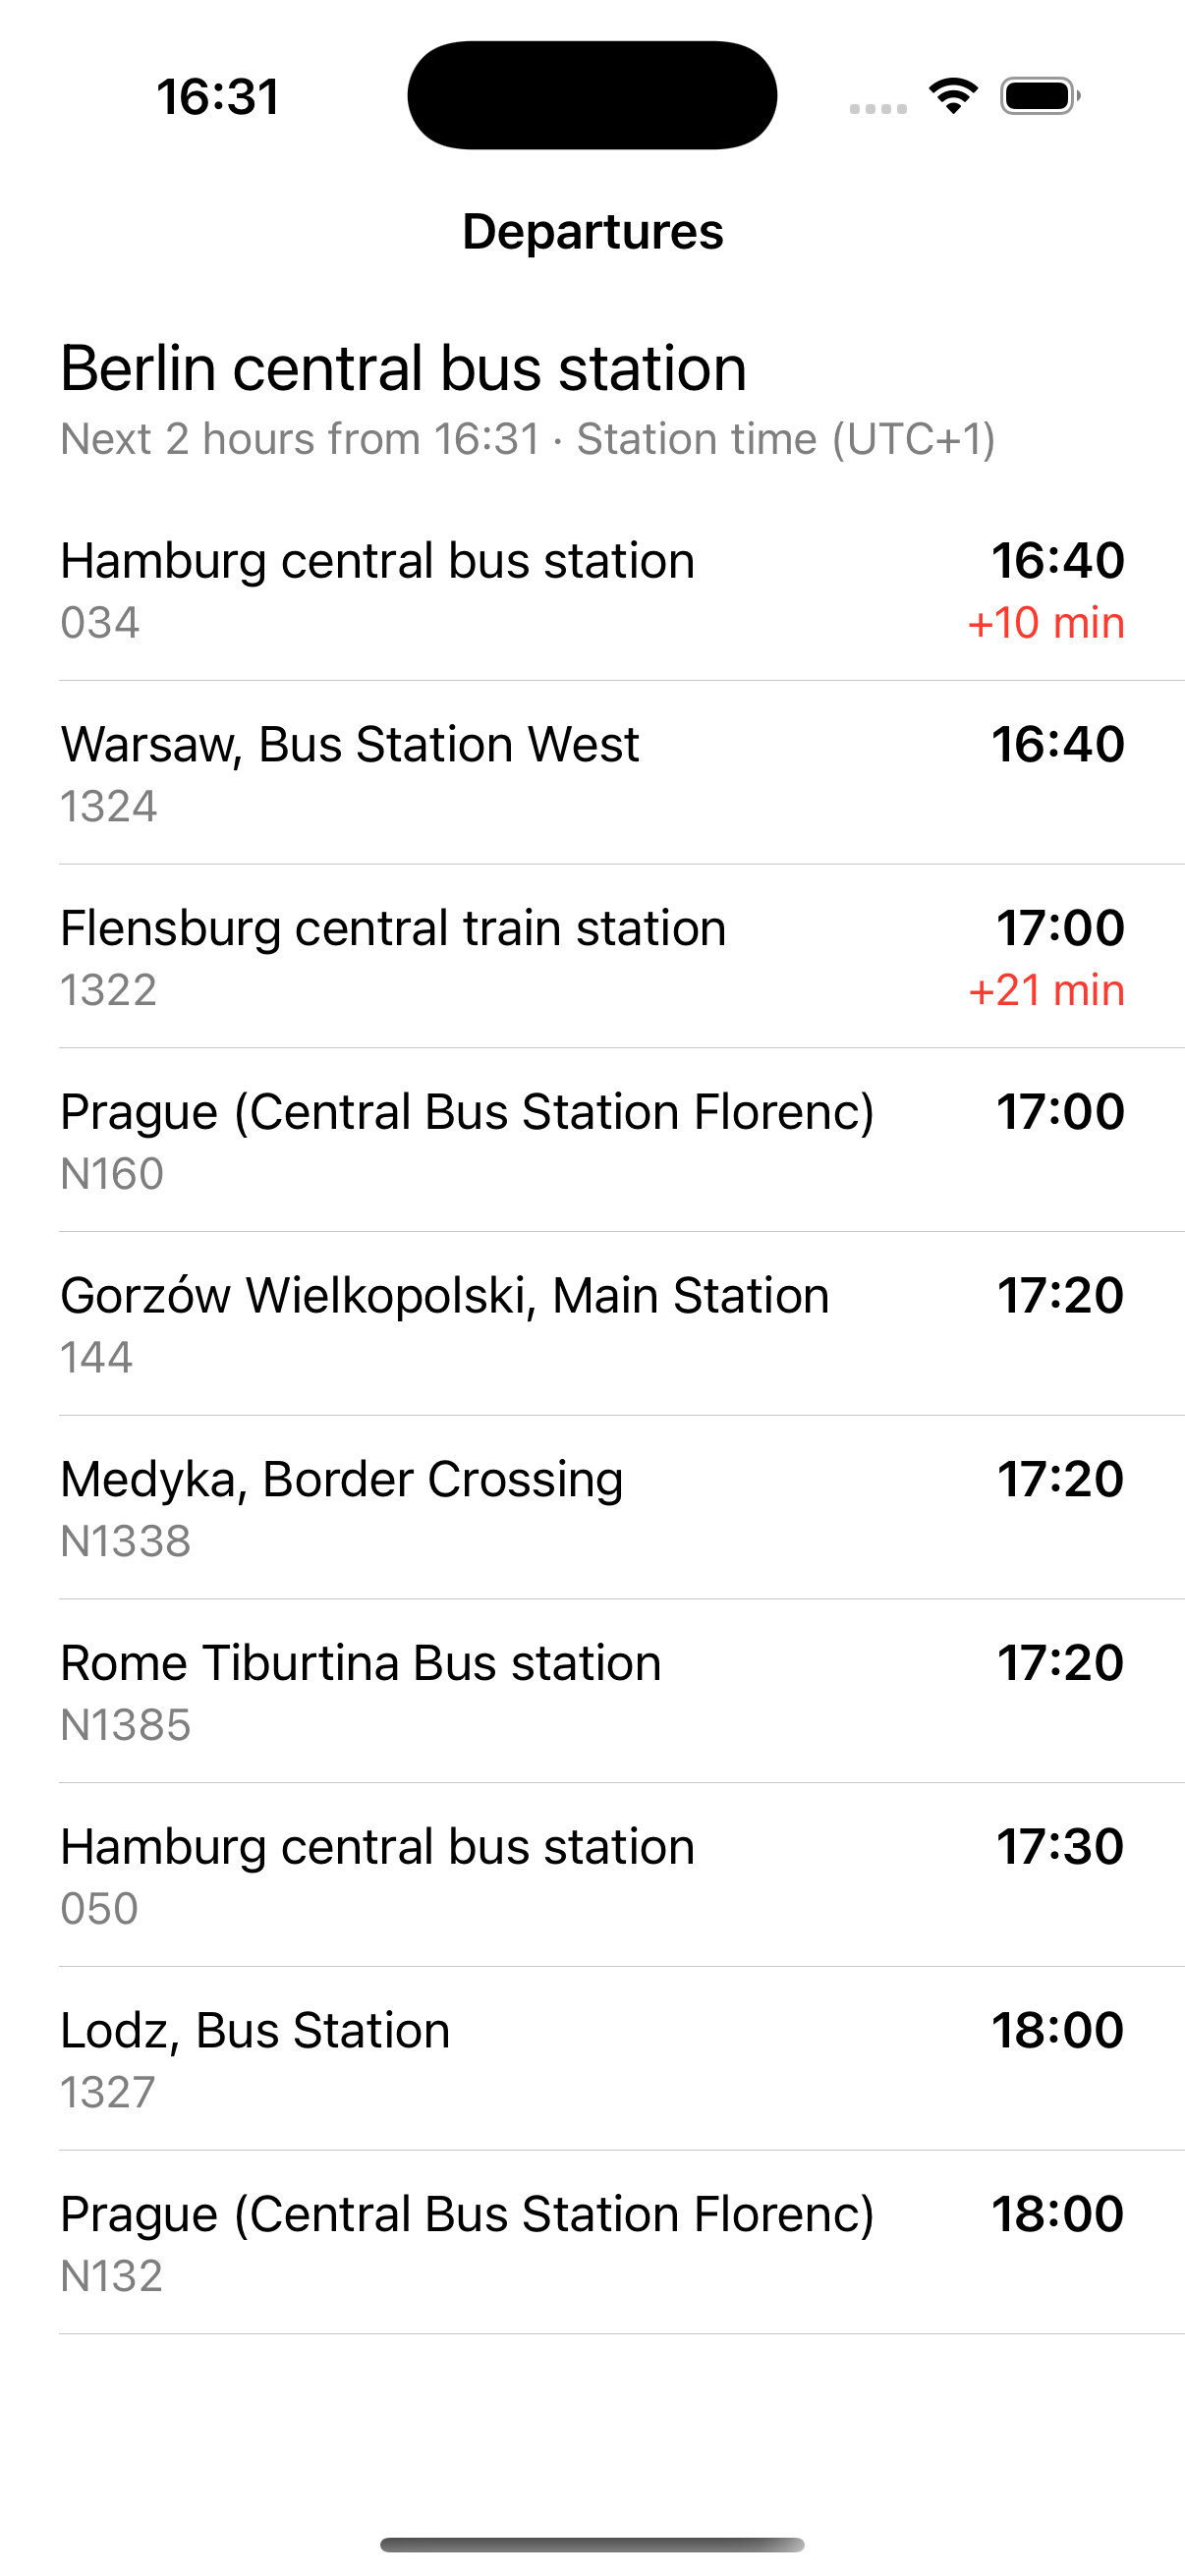 16:31
Departures
Berlin central bus station
Next 2 hours from 16:31 · Station time (UTC+1)
Hamburg central bus station 16:40
034 +10 min
Warsaw, Bus Station West 16:40
1324
Flensburg central train station 17:00
1322 +21 min
Prague (Central Bus Station Florenc) 17:00
N160
Gorzów Wielkopolski, Main Station 17:20
144
Medyka, Border Crossing 17:20
N1338
Rome Tiburtina Bus station 17:20
N1385
Hamburg central bus station 17:30
050
Lodz, Bus Station 18:00
1327
Prague (Central Bus Station Florenc) 18:00
N132